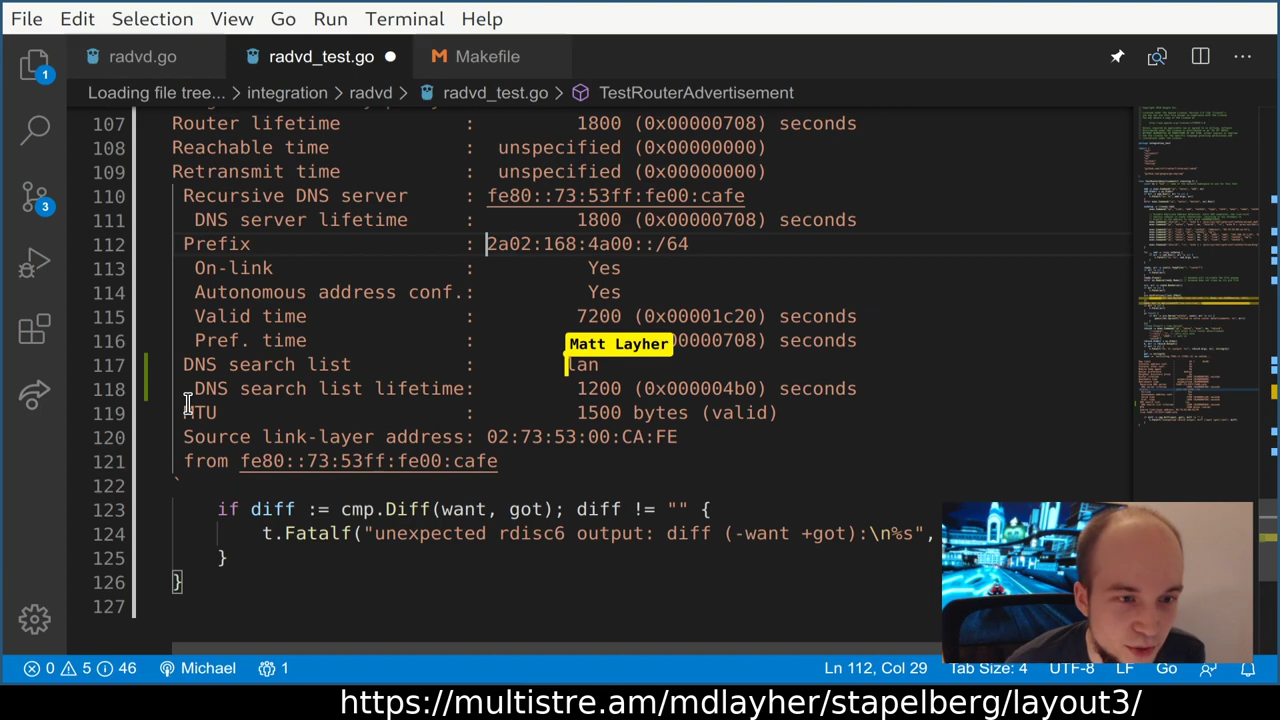 File Edit Selection View Go Run Terminal Help
radvd.go radvd_test.go Makefile
Loading file tree... > integration > radvd > radvd_test.go > TestRouterAdvertisement
107 Router lifetime : 1800 (0x00000708) seconds
108 Reachable time : unspecified (0x00000000)
109 Retransmit time : unspecified (0x00000000)
110 Recursive DNS server : fe80::73:53ff:fe00:cafe
111 DNS server lifetime : 1800 (0x00000708) seconds
112 Prefix : 2a02:168:4a00::/64
113 On-link : Yes
114 Autonomous address conf.: Yes
115 Valid time : 7200 (0x00001c20) seconds
116 Pref. time : 00000708) seconds
Matt Layher
117 DNS search list : lan
118 DNS search list lifetime: 1200 (0x000004b0) seconds
119 MTU : 1500 bytes (valid)
120 Source link-layer address: 02:73:53:00:CA:FE
121 from fe80::73:53ff:fe00:cafe
122 `
123 if diff := cmp.Diff(want, got); diff != "" {
124 t.Fatalf("unexpected rdisc6 output: diff (-want +got):\n%s",
125 }
126 }
127
0 5 46 Michael 1 Ln 112, Col 29 Tab Size: 4 UTF-8 LF Go
https://multistre.am/mdlayher/stapelberg/layout3/
1
3